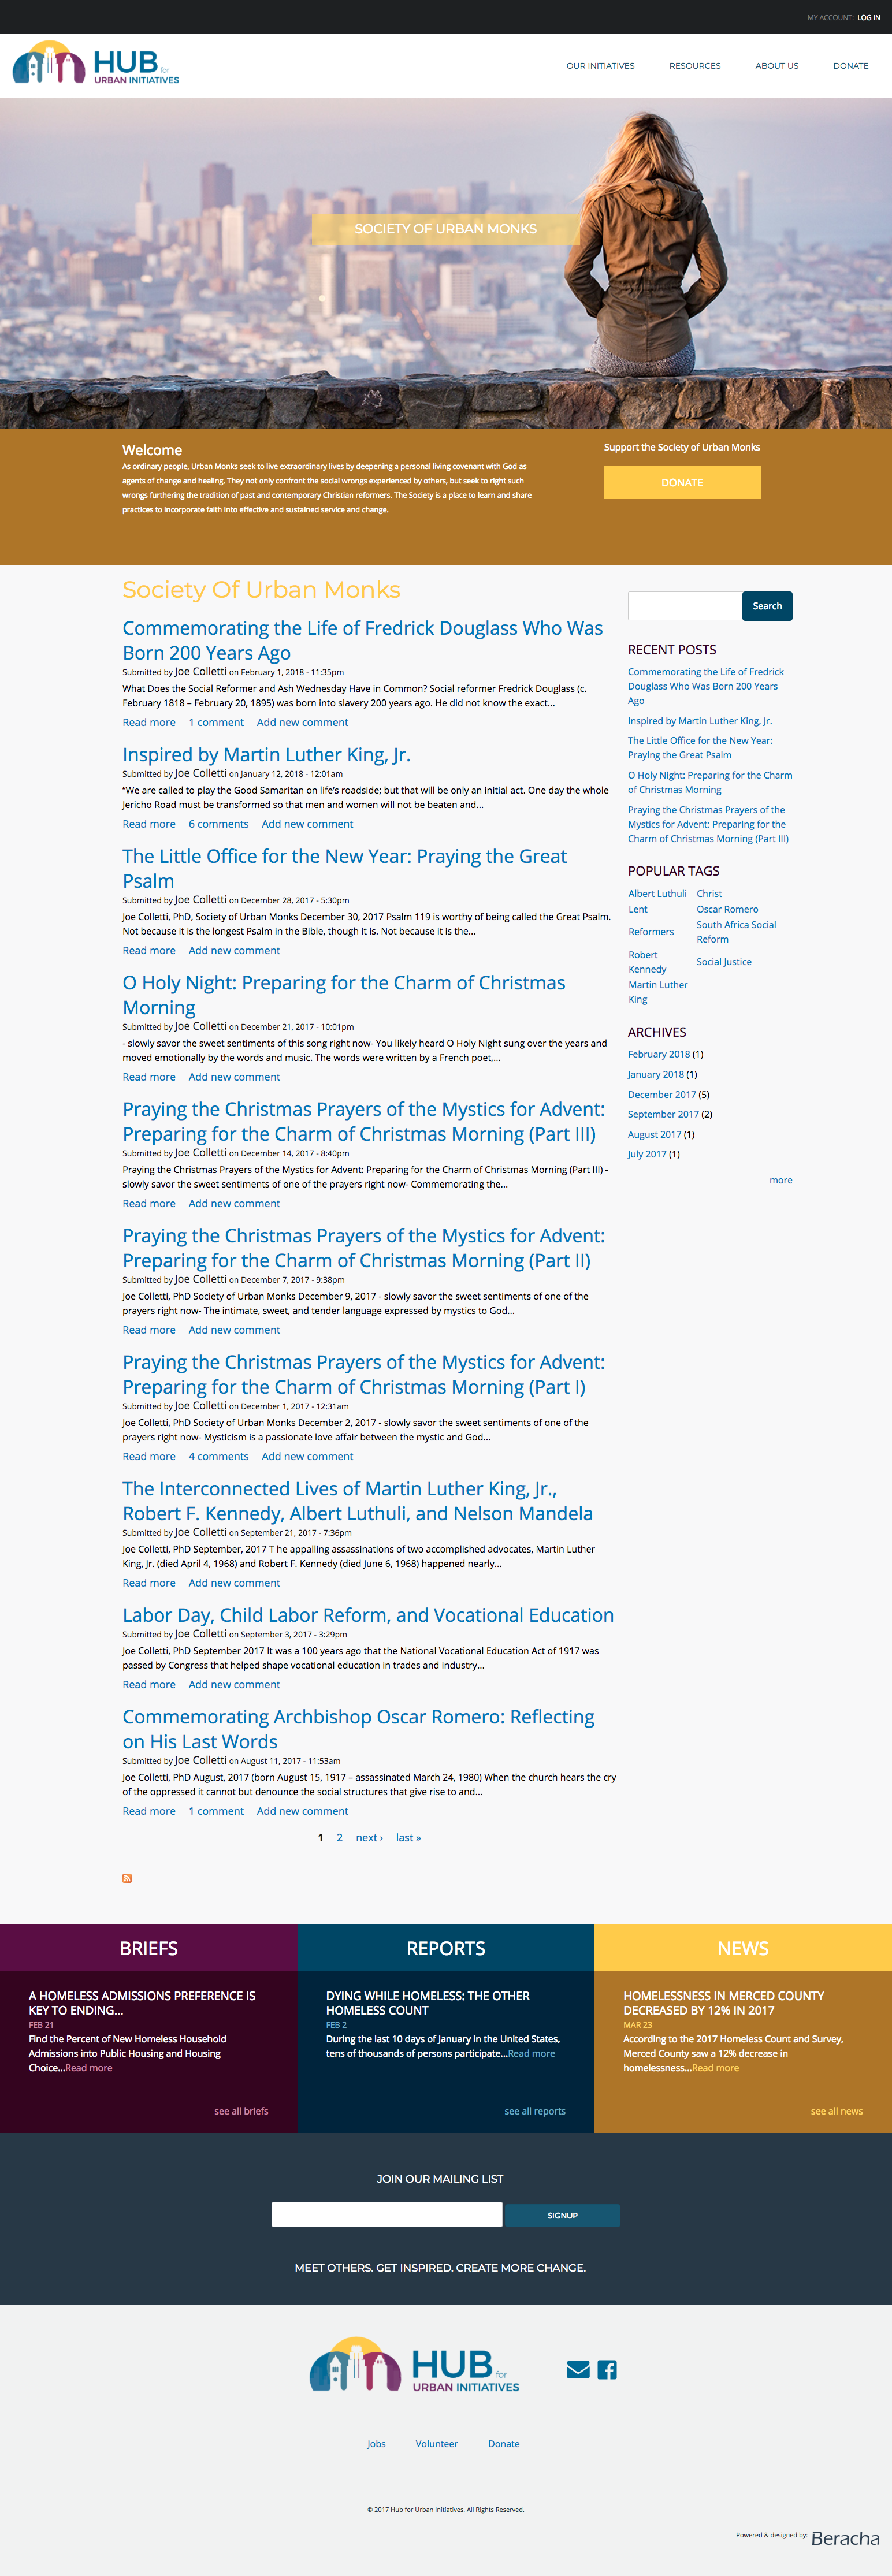 MY ACCOUNT: LOG IN
HUB for
URBAN INITIATIVES
OUR INITIATIVES
RESOURCES
ABOUT US
DONATE
SOCIETY OF URBAN MONKS
Welcome
As ordinary people, Urban Monks seek to live extraordinary lives by deepening a personal living covenant with God as
agents of change and healing. They not only confront the social wrongs experienced by others, but seek to right such
wrongs furthering the tradition of past and contemporary Christian reformers. The Society is a place to learn and share
practices to incorporate faith into effective and sustained service and change.
Support the Society of Urban Monks
DONATE
Society Of Urban Monks
Commemorating the Life of Fredrick Douglass Who Was
Born 200 Years Ago
Submitted by Joe Colletti on February 1, 2018 - 11:35pm
What Does the Social Reformer and Ash Wednesday Have in Common? Social reformer Fredrick Douglass (c.
February 1818 – February 20, 1895) was born into slavery 200 years ago. He did not know the exact...
Read more 1 comment Add new comment
Inspired by Martin Luther King, Jr.
Submitted by Joe Colletti on January 12, 2018 - 12:01am
“We are called to play the Good Samaritan on life’s roadside; but that will be only an initial act. One day the whole
Jericho Road must be transformed so that men and women will not be beaten and...
Read more 6 comments Add new comment
The Little Office for the New Year: Praying the Great
Psalm
Submitted by Joe Colletti on December 28, 2017 - 5:30pm
Joe Colletti, PhD, Society of Urban Monks December 30, 2017 Psalm 119 is worthy of being called the Great Psalm.
Not because it is the longest Psalm in the Bible, though it is. Not because it is the...
Read more Add new comment
O Holy Night: Preparing for the Charm of Christmas
Morning
Submitted by Joe Colletti on December 21, 2017 - 10:01pm
- slowly savor the sweet sentiments of this song right now- You likely heard O Holy Night sung over the years and
moved emotionally by the words and music. The words were written by a French poet,...
Read more Add new comment
Praying the Christmas Prayers of the Mystics for Advent:
Preparing for the Charm of Christmas Morning (Part III)
Submitted by Joe Colletti on December 14, 2017 - 8:40pm
Praying the Christmas Prayers of the Mystics for Advent: Preparing for the Charm of Christmas Morning (Part III) -
slowly savor the sweet sentiments of one of the prayers right now- Commemorating the...
Read more Add new comment
Praying the Christmas Prayers of the Mystics for Advent:
Preparing for the Charm of Christmas Morning (Part II)
Submitted by Joe Colletti on December 7, 2017 - 9:38pm
Joe Colletti, PhD Society of Urban Monks December 9, 2017 - slowly savor the sweet sentiments of one of the
prayers right now- The intimate, sweet, and tender language expressed by mystics to God...
Read more Add new comment
Praying the Christmas Prayers of the Mystics for Advent:
Preparing for the Charm of Christmas Morning (Part I)
Submitted by Joe Colletti on December 1, 2017 - 12:31am
Joe Colletti, PhD Society of Urban Monks December 2, 2017 - slowly savor the sweet sentiments of one of the
prayers right now- Mysticism is a passionate love affair between the mystic and God...
Read more 4 comments Add new comment
The Interconnected Lives of Martin Luther King, Jr.,
Robert F. Kennedy, Albert Luthuli, and Nelson Mandela
Submitted by Joe Colletti on September 21, 2017 - 7:36pm
Joe Colletti, PhD September, 2017 T he appalling assassinations of two accomplished advocates, Martin Luther
King, Jr. (died April 4, 1968) and Robert F. Kennedy (died June 6, 1968) happened nearly...
Read more Add new comment
Labor Day, Child Labor Reform, and Vocational Education
Submitted by Joe Colletti on September 3, 2017 - 3:29pm
Joe Colletti, PhD September 2017 It was a 100 years ago that the National Vocational Education Act of 1917 was
passed by Congress that helped shape vocational education in trades and industry...
Read more Add new comment
Commemorating Archbishop Oscar Romero: Reflecting
on His Last Words
Submitted by Joe Colletti on August 11, 2017 - 11:53am
Joe Colletti, PhD August, 2017 (born August 15, 1917 – assassinated March 24, 1980) When the church hears the cry
of the oppressed it cannot but denounce the social structures that give rise to and...
Read more 1 comment Add new comment
1 2 next › last »
Search
RECENT POSTS
Commemorating the Life of Fredrick
Douglass Who Was Born 200 Years
Ago
Inspired by Martin Luther King, Jr.
The Little Office for the New Year:
Praying the Great Psalm
O Holy Night: Preparing for the Charm
of Christmas Morning
Praying the Christmas Prayers of the
Mystics for Advent: Preparing for the
Charm of Christmas Morning (Part III)
POPULAR TAGS
Albert Luthuli Christ
Lent Oscar Romero
Reformers South Africa Social
Reform
Robert
Kennedy Social Justice
Martin Luther
King
ARCHIVES
February 2018 (1)
January 2018 (1)
December 2017 (5)
September 2017 (2)
August 2017 (1)
July 2017 (1)
more
BRIEFS
A HOMELESS ADMISSIONS PREFERENCE IS
KEY TO ENDING...
FEB 21
Find the Percent of New Homeless Household
Admissions into Public Housing and Housing
Choice...Read more
see all briefs
REPORTS
DYING WHILE HOMELESS: THE OTHER
HOMELESS COUNT
FEB 2
During the last 10 days of January in the United States,
tens of thousands of persons participate...Read more
see all reports
NEWS
HOMELESSNESS IN MERCED COUNTY
DECREASED BY 12% IN 2017
MAR 23
According to the 2017 Homeless Count and Survey,
Merced County saw a 12% decrease in
homelessness...Read more
see all news
JOIN OUR MAILING LIST
SIGNUP
MEET OTHERS. GET INSPIRED. CREATE MORE CHANGE.
HUB for
URBAN INITIATIVES
Jobs Volunteer Donate
© 2017 Hub for Urban Initiatives. All Rights Reserved.
Powered & designed by: Beracha